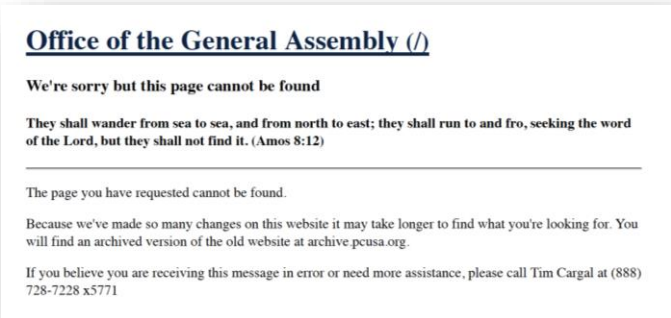 Office of the General Assembly (/)
We're sorry but this page cannot be found
They shall wander from sea to sea, and from north to east; they shall run to and fro, seeking the word
of the Lord, but they shall not find it. (Amos 8:12)
The page you have requested cannot be found.
Because we've made so many changes on this website it may take longer to find what you're looking for. You
will find an archived version of the old website at archive.pcusa.org.
If you believe you are receiving this message in error or need more assistance, please call Tim Cargal at (888)
728-7228 x5771